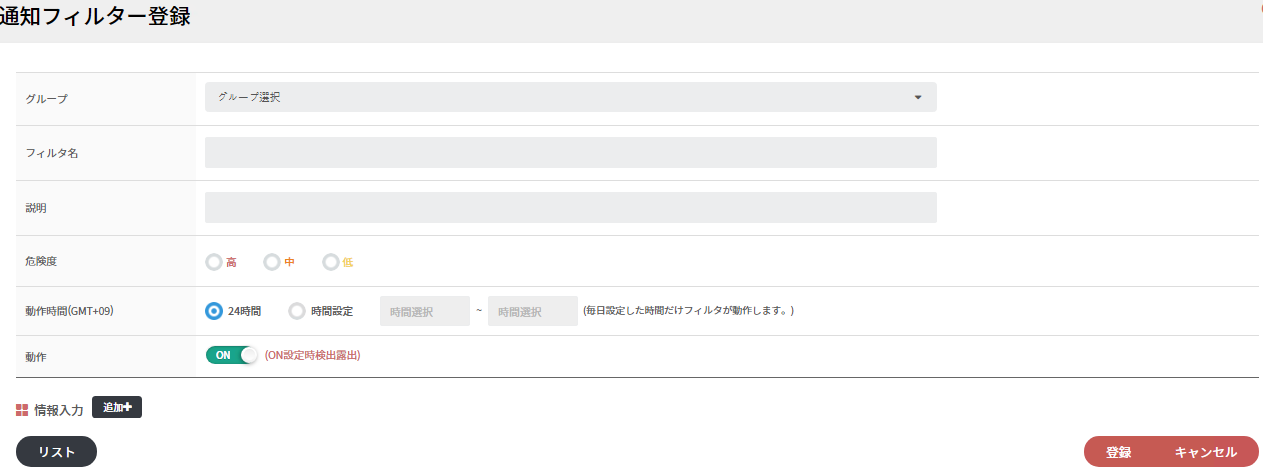 通知フィルター登録
グループ
グループ選択
フィルタ名
説明
危険度
高 中 低
動作時間(GMT+09)
24時間 時間設定 時間選択 ~ 時間選択 (毎日設定した時間だけフィルタが動作します。)
動作
ON (ON設定時検出露出)
情報入力 追加+
リスト
登録 キャンセル